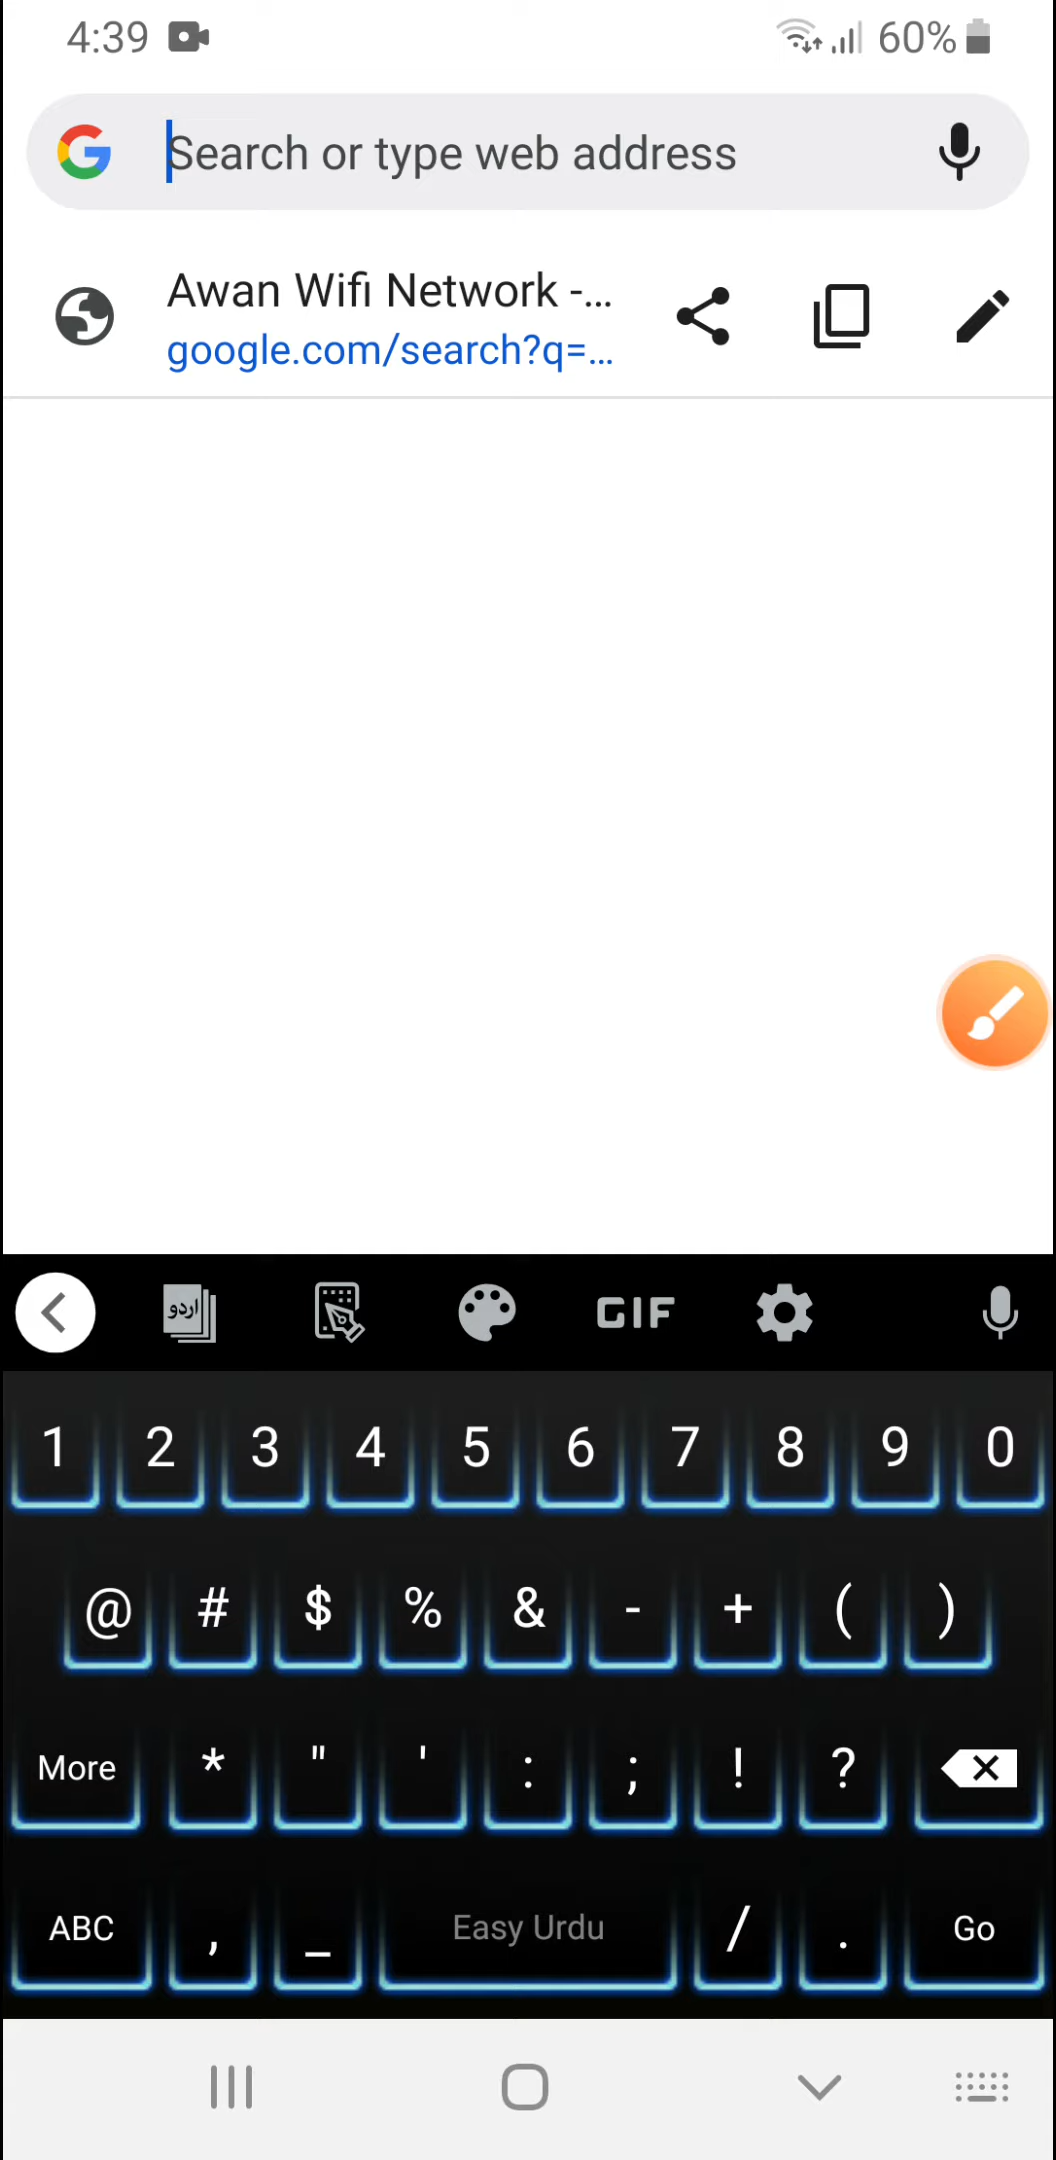 4:39 60%
Search or type web address
Awan Wifi Network -...
google.com/search?q=...
اردو GIF
1 2 3 4 5 6 7 8 9 0
@ # $ % & - + ( )
More * " ' : ; ! ?
ABC , _ Easy Urdu / . Go